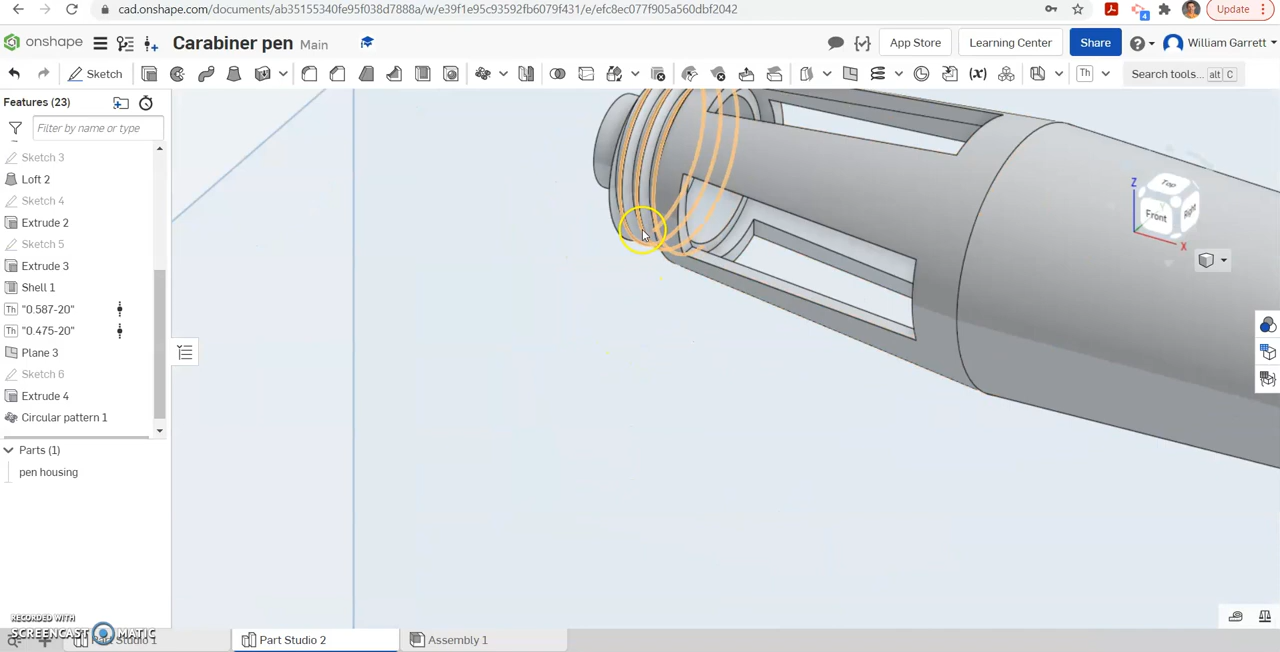 cad.onshape.com/documents/ab35155340fe95f038d7888a/w/e39f1e95c93592fb6079f431/e/efc8ec077f905a560dbf2042
4
Update
onshape
Carabiner pen Main
App Store
Learning Center
Share
William Garrett
Sketch
Th
Search tools... alt C
Features (23)
Filter by name or type
Sketch 3
Loft 2
Sketch 4
Extrude 2
Sketch 5
Extrude 3
Shell 1
Th "0.587-20"
Th "0.475-20"
Plane 3
Sketch 6
Extrude 4
Circular pattern 1
Parts (1)
pen housing
Z
Top
Front
Right
X
RECORDED WITH
SCREENCAST MATIC
Part Studio 1
Part Studio 2
Assembly 1